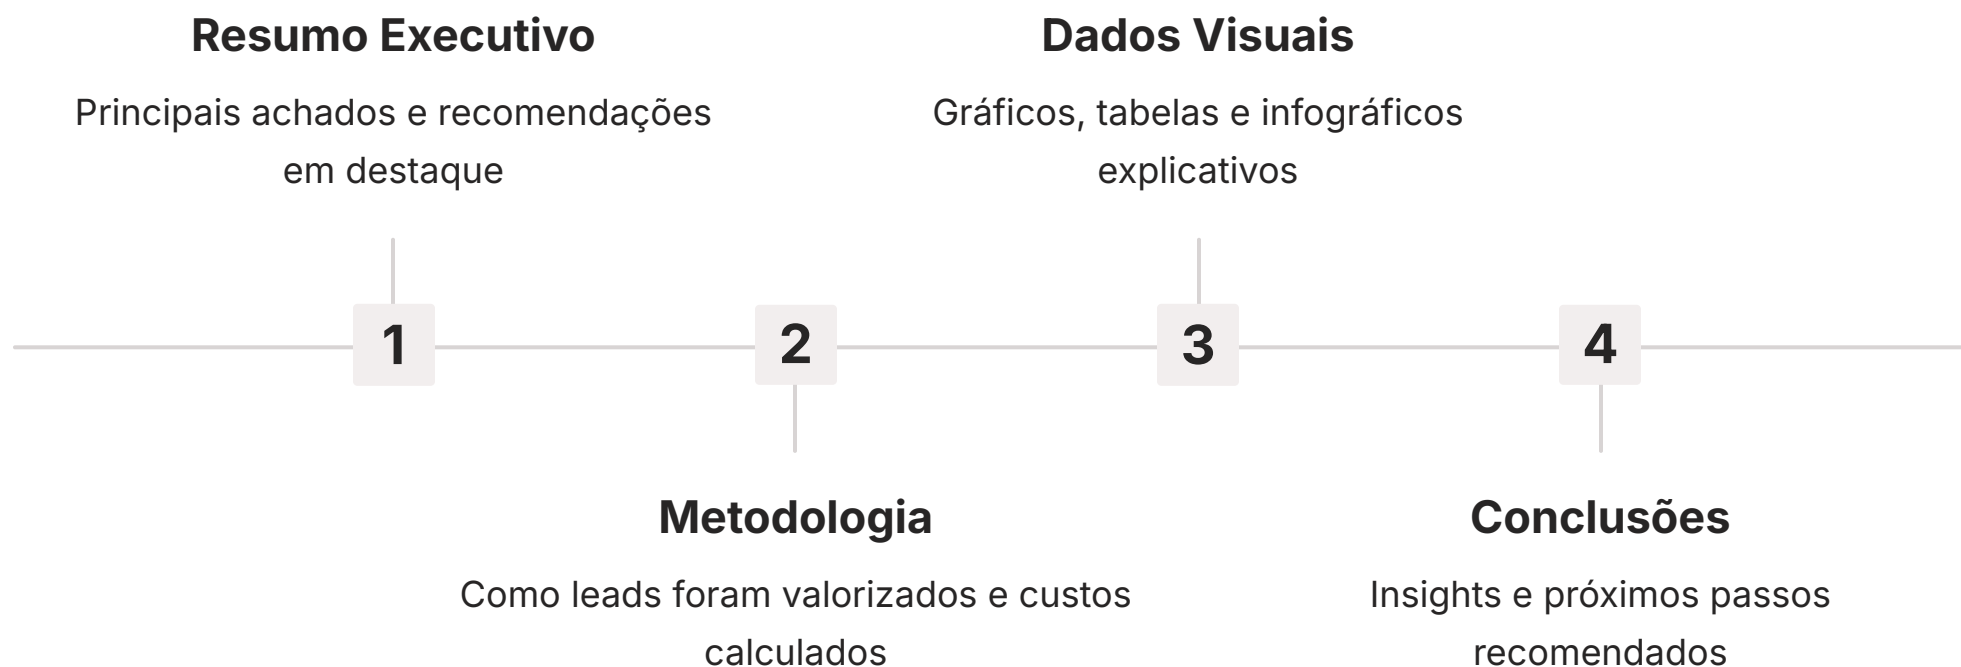 Resumo Executivo
Principais achados e recomendações
em destaque
1
2
Metodologia
Como leads foram valorizados e custos
calculados
Dados Visuais
Gráficos, tabelas e infográficos
explicativos
3
4
Conclusões
Insights e próximos passos
recomendados